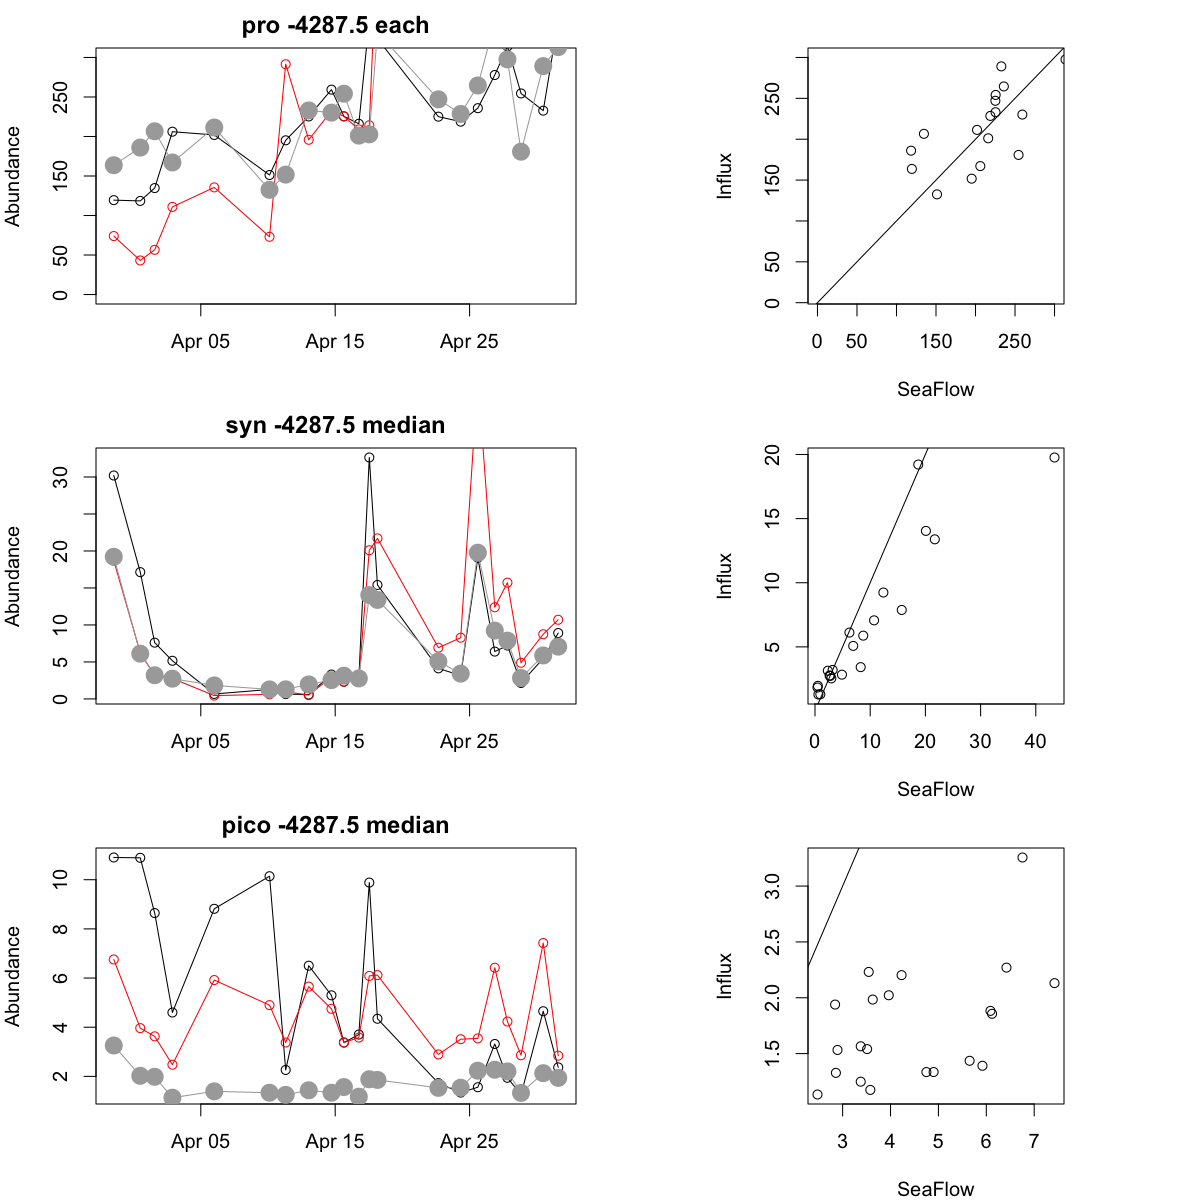 pro -4287.5 each
Abundance
0
50
150
250
Apr 05
Apr 15
Apr 25
Influx
0
50
150
250
0
50
150
250
SeaFlow
syn -4287.5 median
Abundance
0
5
10
20
30
Apr 05
Apr 15
Apr 25
Influx
5
10
15
20
0
10
20
30
40
SeaFlow
pico -4287.5 median
Abundance
2
4
6
8
10
Apr 05
Apr 15
Apr 25
Influx
1.5
2.0
2.5
3.0
3
4
5
6
7
SeaFlow